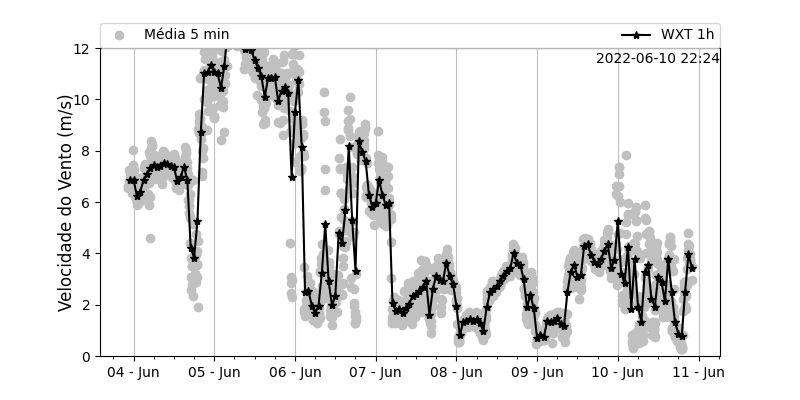 Média 5 min
WXT 1h
2022-06-10 22:24
Velocidade do Vento (m/s)
12
10
8
6
4
2
0
04 - Jun 05 - Jun 06 - Jun 07 - Jun 08 - Jun 09 - Jun 10 - Jun 11 - Jun